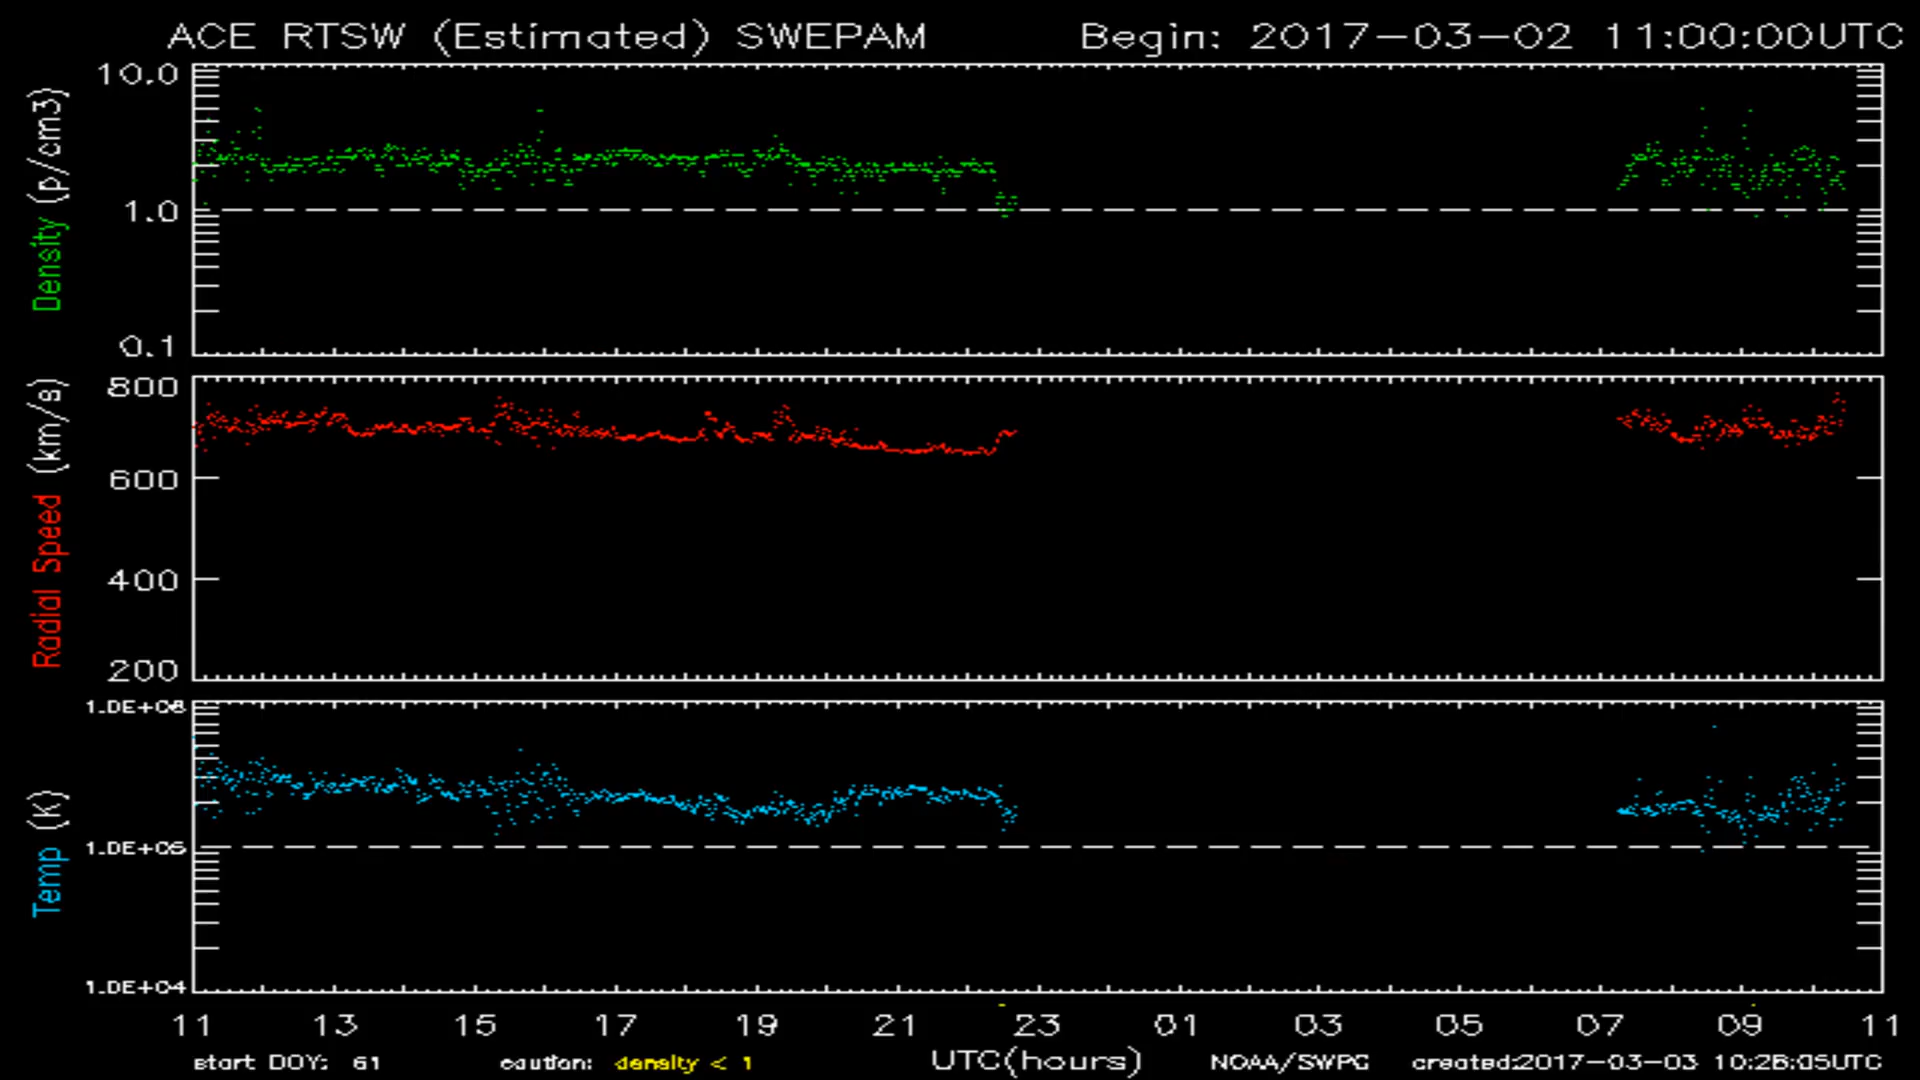 ACE RTSW (Estimated) SWEPAM Begin: 2017-03-02 11:00:00UTC
10.0
1.0
0.1
Density (p/cm3)
800
600
400
200
Radial Speed (km/s)
1.0E+06
1.0E+05
1.0E+04
Temp (K)
11 13 15 17 19 21 23 01 03 05 07 09 11
start DOY: 61 caution: density < 1 UTC(hours) NOAA/SWPC created:2017-03-03 10:26:05UTC